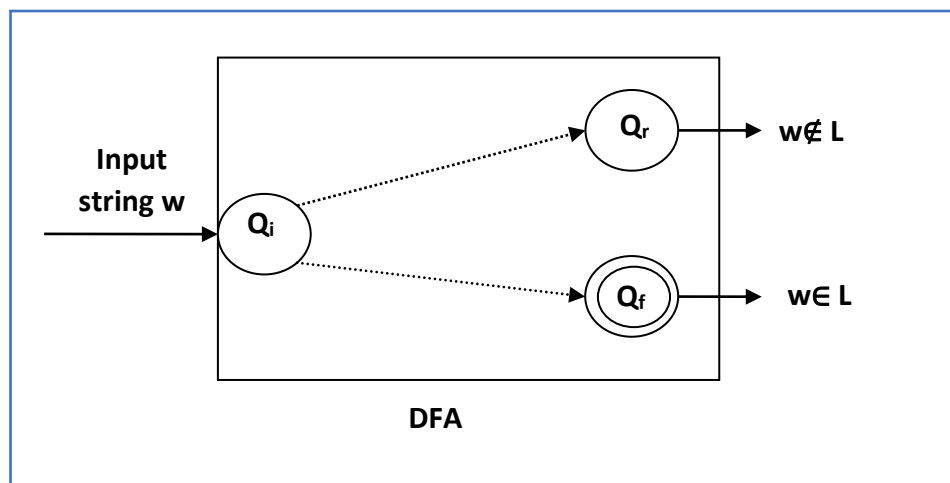 Input
string w
Qi
Qr
w∉ L
Qf
w∈ L
DFA